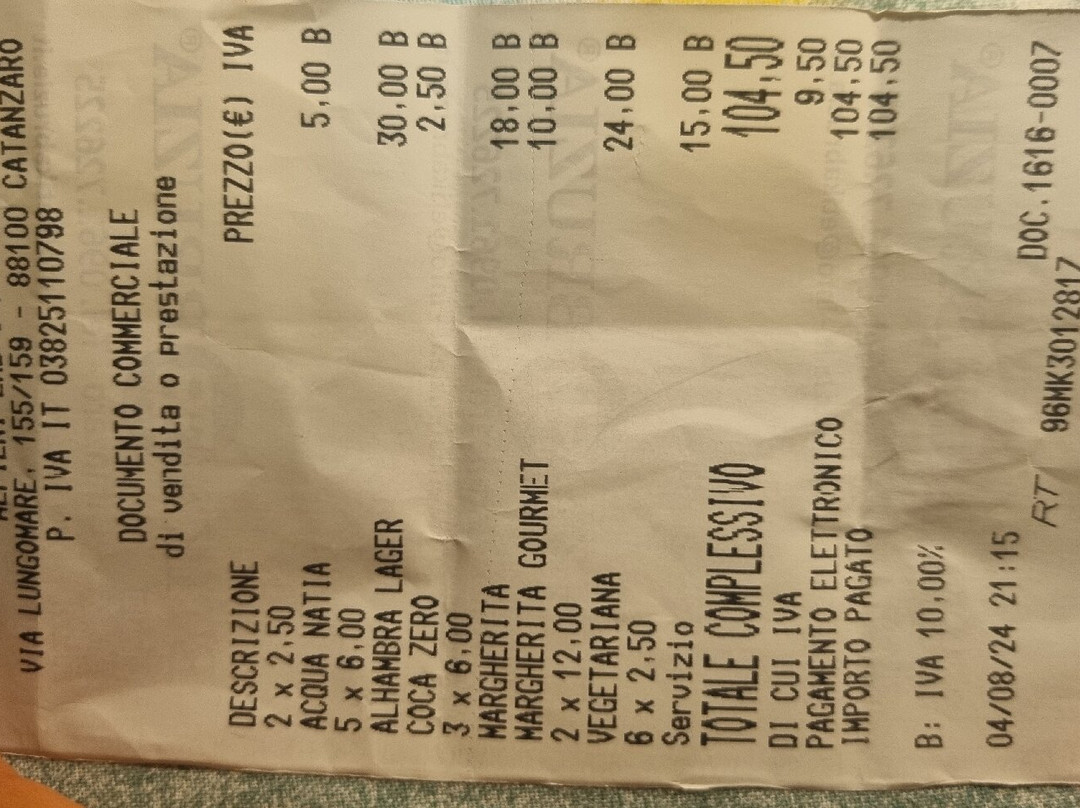 VIA LUNGOMARE, 155/159 - 88100 CATANZARO
P. IVA IT 03825110798
DOCUMENTO COMMERCIALE
di vendita o prestazione
DESCRIZIONE PREZZO(€) IVA
2 x 2,50
ACQUA NATIA 5,00 B
5 x 6,00
ALHAMBRA LAGER 30,00 B
COCA ZERO 2,50 B
3 x 6,00
MARGHERITA 18,00 B
MARGHERITA GOURMET 10,00 B
2 x 12,00
VEGETARIANA 24,00 B
6 x 2,50
Servizio 15,00 B
TOTALE COMPLESSIVO 104,50
DI CUI IVA 9,50
PAGAMENTO ELETTRONICO 104,50
IMPORTO PAGATO 104,50
B: IVA 10,00%
04/08/24 21:15 DOC.1616-0007
RT 96MK3012817